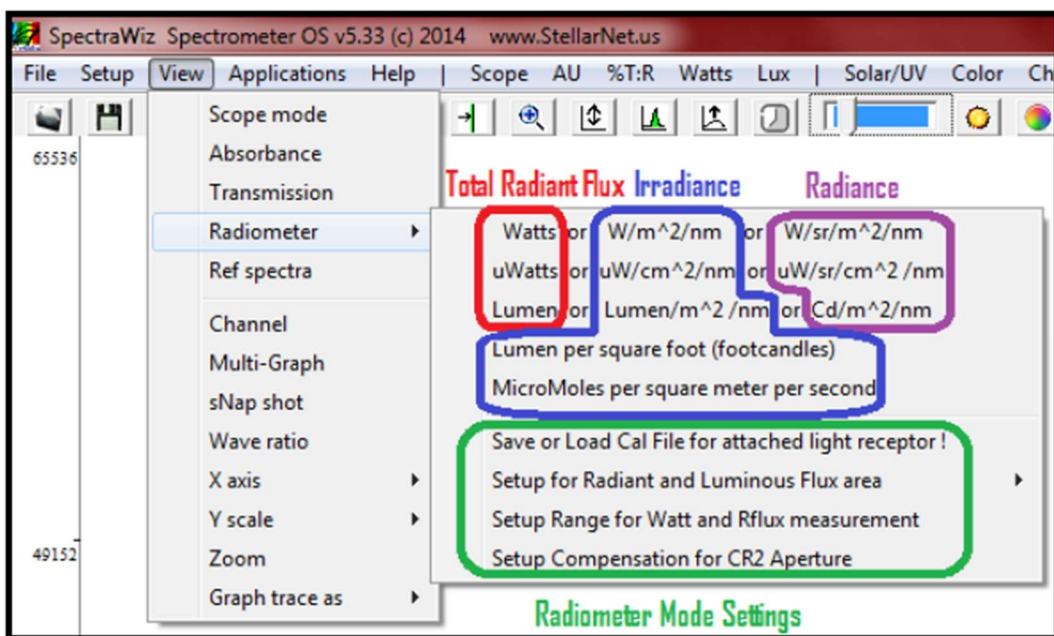 SpectraWiz Spectrometer OS v5.33 (c) 2014 www.StellarNet.us
File Setup View Applications Help | Scope AU %T:R Watts Lux | Solar/UV Color Ch
65536
Scope mode
Absorbance
Transmission
Radiometer
Ref spectra
Channel
Multi-Graph
sNap shot
Wave ratio
X axis
Y scale
Zoom
Graph trace as
49152
Total Radiant Flux Irradiance Radiance
Watts or W/m^2/nm or W/sr/m^2/nm
uWatts or uW/cm^2/nm or uW/sr/cm^2 /nm
Lumen or Lumen/m^2 /nm or Cd/m^2/nm
Lumen per square foot (footcandles)
MicroMoles per square meter per second
Save or Load Cal File for attached light receptor !
Setup for Radiant and Luminous Flux area
Setup Range for Watt and Rflux measurement
Setup Compensation for CR2 Aperture
Radiometer Mode Settings